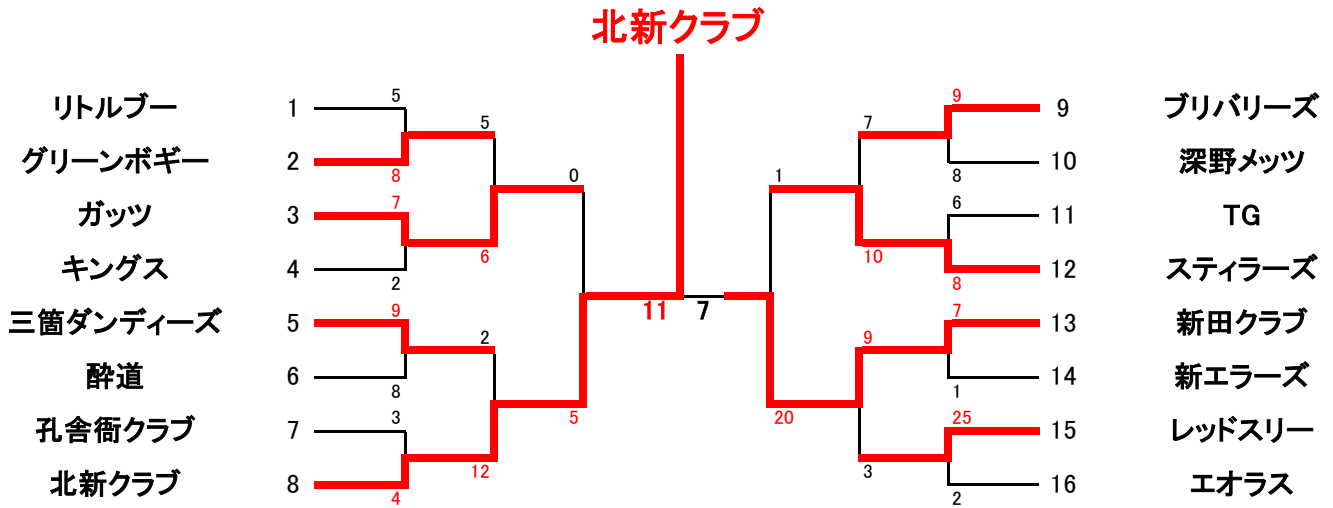 北新クラブ
5 9
リトルブー 1 9 ブリバリーズ
5 7
グリーンボギー 2 10 深野メッツ
8 0 1 8
7 6
ガッツ 3 11 TG
6 10
キングス 4 12 スティラーズ
2 8
9 11 7 7
三箇ダンディーズ 5 13 新田クラブ
2 9
酔道 6 14 新エラーズ
8 1
3 5 20 25
孔舎衙クラブ 7 15 レッドスリー
12 3
北新クラブ 8 16 エオラス
4 2